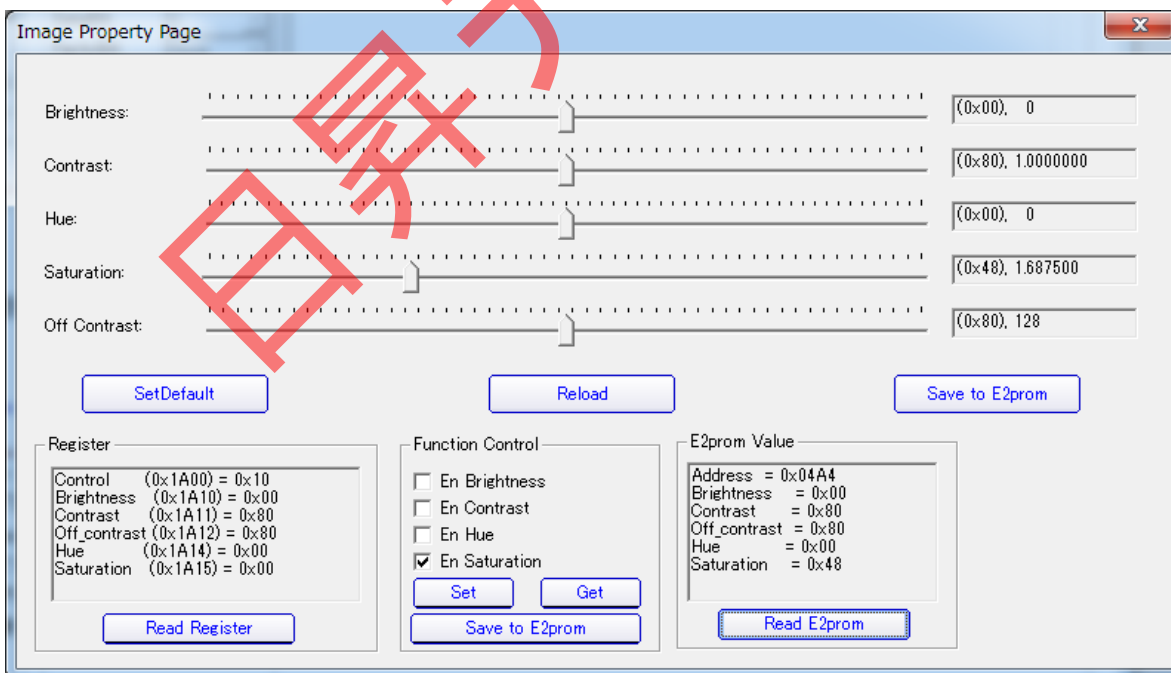 Image Property Page
Brightness:
(0x00), 0
Contrast:
(0x80), 1.0000000
Hue:
(0x00), 0
Saturation:
(0x48), 1.687500
Off Contrast:
(0x80), 128
SetDefault
Reload
Save to E2prom
Register
Control (0x1A00) = 0x10
Brightness (0x1A10) = 0x00
Contrast (0x1A11) = 0x80
Off_contrast (0x1A12) = 0x80
Hue (0x1A14) = 0x00
Saturation (0x1A15) = 0x00
Read Register
Function Control
En Brightness
En Contrast
En Hue
En Saturation
Set
Get
Save to E2prom
E2prom Value
Address = 0x04A4
Brightness = 0x00
Contrast = 0x80
Off_contrast = 0x80
Hue = 0x00
Saturation = 0x48
Read E2prom
日昇